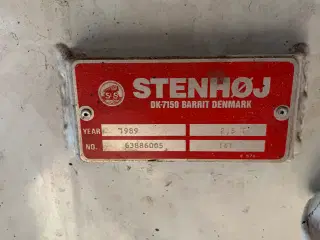 STENHØJ
DK-7150 BARRIT DENMARK
YEAR 1989
NO. 63886005